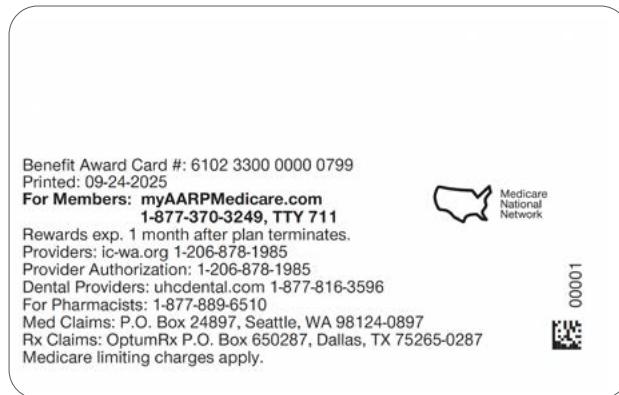 Benefit Award Card #: 6102 3300 0000 0799
Printed: 09-24-2025
For Members: myAARPMedicare.com
1-877-370-3249, TTY 711
Rewards exp. 1 month after plan terminates.
Providers: ic-wa.org 1-206-878-1985
Provider Authorization: 1-206-878-1985
Dental Providers: uhcdental.com 1-877-816-3596
For Pharmacists: 1-877-889-6510
Med Claims: P.O. Box 24897, Seattle, WA 98124-0897
Rx Claims: OptumRx P.O. Box 650287, Dallas, TX 75265-0287
Medicare limiting charges apply.
Medicare
National
Network
00001